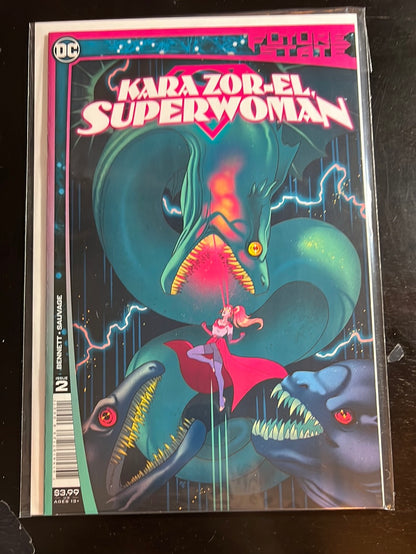 DC
FUTURE
STATE
KARA ZOR-EL,
SUPERWOMAN
BENNETT • SAUVAGE
ISSUE
2
$3.99
AGES 13+